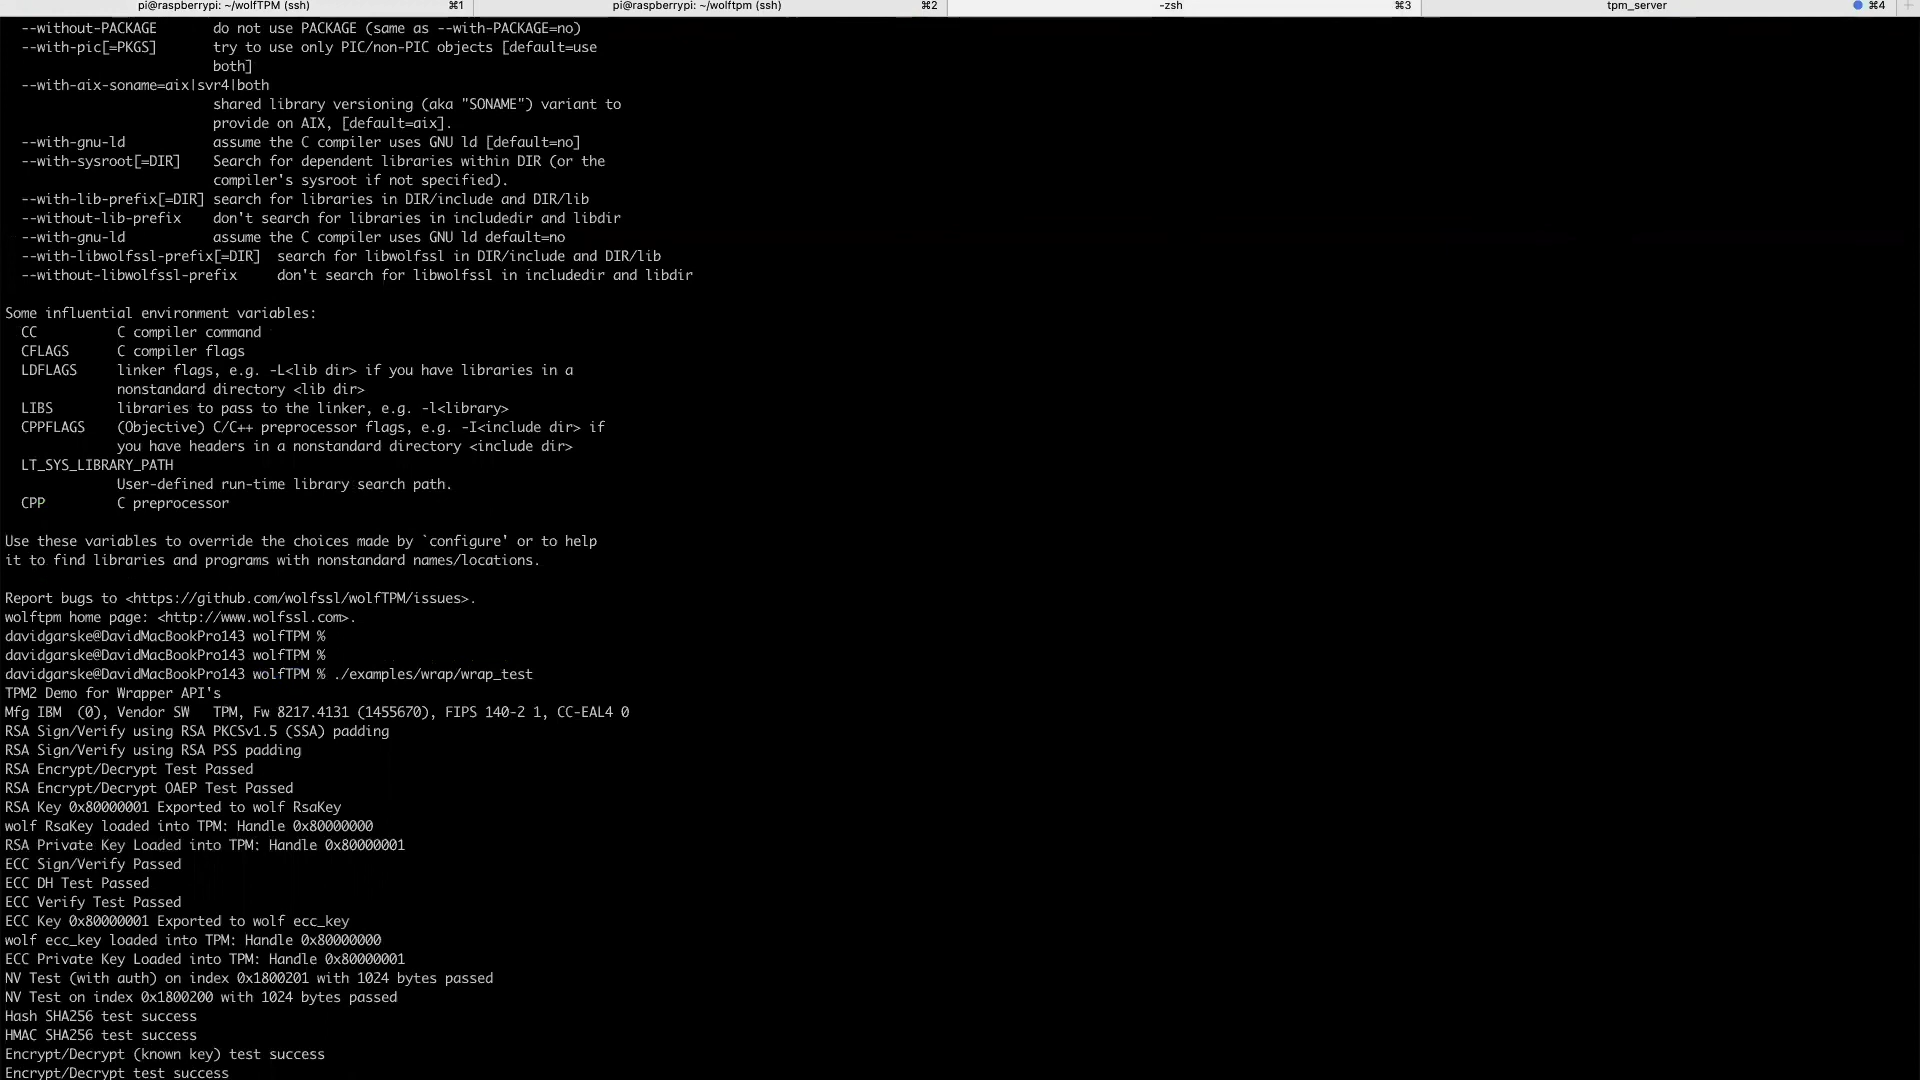 pi@raspberrypi: ~/wolfTPM (ssh) ⌘1 pi@raspberrypi: ~/wolftpm (ssh) ⌘2 -zsh ⌘3 tpm_server ⌘4
--without-PACKAGE       do not use PACKAGE (same as --with-PACKAGE=no)
--with-pic[=PKGS]       try to use only PIC/non-PIC objects [default=use
both]
--with-aix-soname=aix|svr4|both
shared library versioning (aka "SONAME") variant to
provide on AIX, [default=aix].
--with-gnu-ld           assume the C compiler uses GNU ld [default=no]
--with-sysroot[=DIR]    Search for dependent libraries within DIR (or the
compiler's sysroot if not specified).
--with-lib-prefix[=DIR] search for libraries in DIR/include and DIR/lib
--without-lib-prefix    don't search for libraries in includedir and libdir
--with-gnu-ld           assume the C compiler uses GNU ld default=no
--with-libwolfssl-prefix[=DIR]  search for libwolfssl in DIR/include and DIR/lib
--without-libwolfssl-prefix     don't search for libwolfssl in includedir and libdir
Some influential environment variables:
CC          C compiler command
CFLAGS      C compiler flags
LDFLAGS     linker flags, e.g. -L<lib dir> if you have libraries in a
nonstandard directory <lib dir>
LIBS        libraries to pass to the linker, e.g. -l<library>
CPPFLAGS    (Objective) C/C++ preprocessor flags, e.g. -I<include dir> if
you have headers in a nonstandard directory <include dir>
LT_SYS_LIBRARY_PATH
User-defined run-time library search path.
CPP         C preprocessor
Use these variables to override the choices made by `configure' or to help
it to find libraries and programs with nonstandard names/locations.
Report bugs to <https://github.com/wolfssl/wolfTPM/issues>.
wolftpm home page: <http://www.wolfssl.com>.
davidgarske@DavidMacBookPro143 wolfTPM %
davidgarske@DavidMacBookPro143 wolfTPM %
davidgarske@DavidMacBookPro143 wolfTPM % ./examples/wrap/wrap_test
TPM2 Demo for Wrapper API's
Mfg IBM  (0), Vendor SW   TPM, Fw 8217.4131 (1455670), FIPS 140-2 1, CC-EAL4 0
RSA Sign/Verify using RSA PKCSv1.5 (SSA) padding
RSA Sign/Verify using RSA PSS padding
RSA Encrypt/Decrypt Test Passed
RSA Encrypt/Decrypt OAEP Test Passed
RSA Key 0x80000001 Exported to wolf RsaKey
wolf RsaKey loaded into TPM: Handle 0x80000000
RSA Private Key Loaded into TPM: Handle 0x80000001
ECC Sign/Verify Passed
ECC DH Test Passed
ECC Verify Test Passed
ECC Key 0x80000001 Exported to wolf ecc_key
wolf ecc_key loaded into TPM: Handle 0x80000000
ECC Private Key Loaded into TPM: Handle 0x80000001
NV Test (with auth) on index 0x1800201 with 1024 bytes passed
NV Test on index 0x1800200 with 1024 bytes passed
Hash SHA256 test success
HMAC SHA256 test success
Encrypt/Decrypt (known key) test success
Encrypt/Decrypt test success